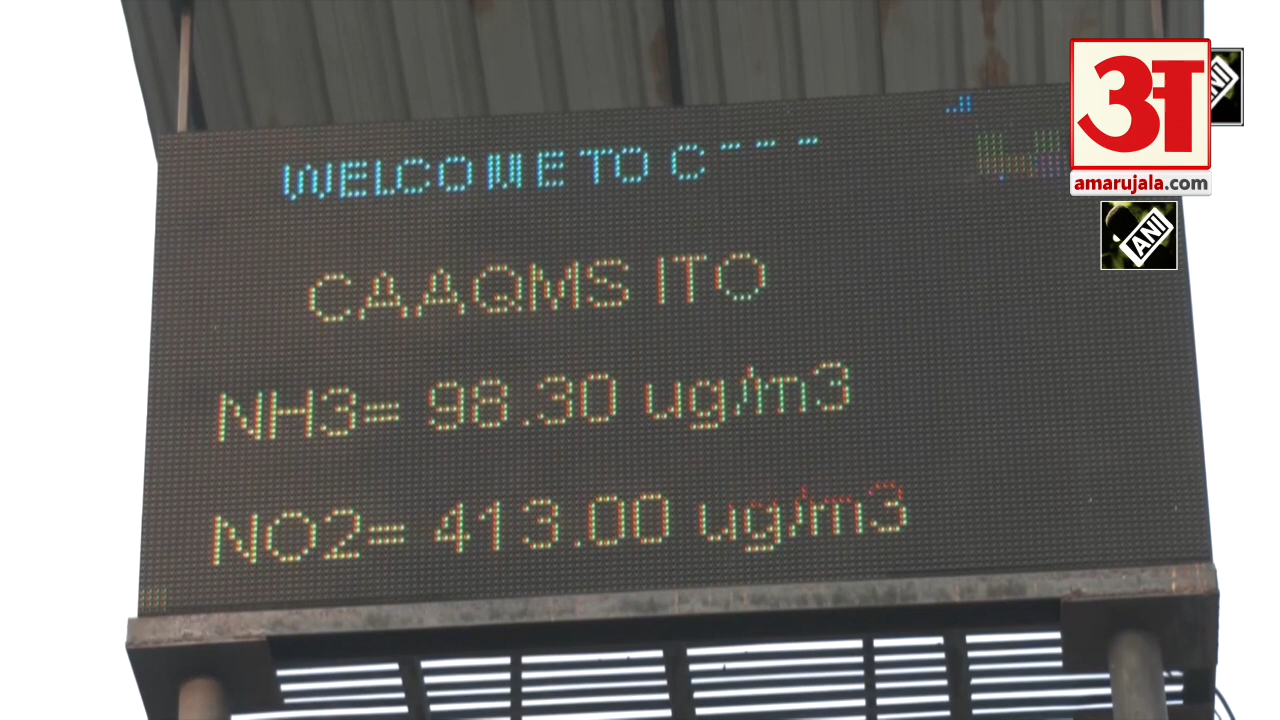 WELCOME TO C
CAAQMS ITO
NH3= 98.30 ug/m3
NO2= 413.00 ug/m3
अ
amarujala.com
ANI